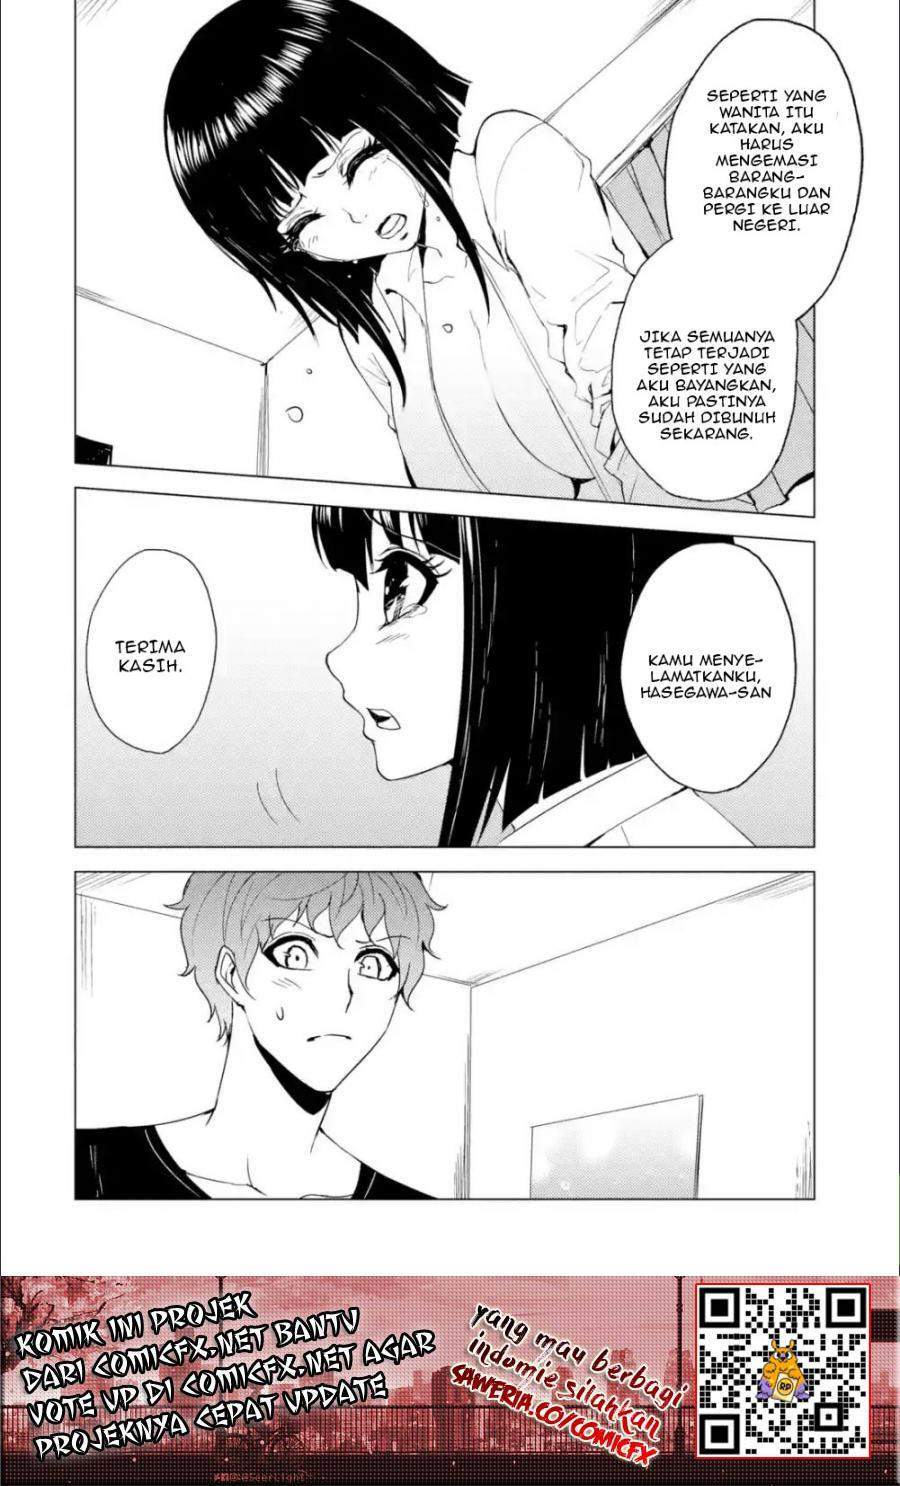 SEPERTI YANG
WANITA ITU
KATAKAN, AKU
HARUS
MENGEMASI
BARANG-
BARANGKU DAN
PERGI KE LUAR
NEGERI.
JIKA SEMUANYA
TETAP TERJADI
SEPERTI YANG
AKU BAYANGKAN,
AKU PASTINYA
SUDAH DIBUNUH
SEKARANG.
KAMU MENYE-
LAMATKANKU,
HASEGAWA-SAN
TERIMA
KASIH.
KOMIK INI PROJEK
DARI COMICFX.NET BANTU
VOTE UP DI COMICFX.NET AGAR
PROJEKNYA CEPAT UPDATE
yang mau berbagi
indomie silahkan
SAWERIA.CO/COMICFX
RP
@SeerLight